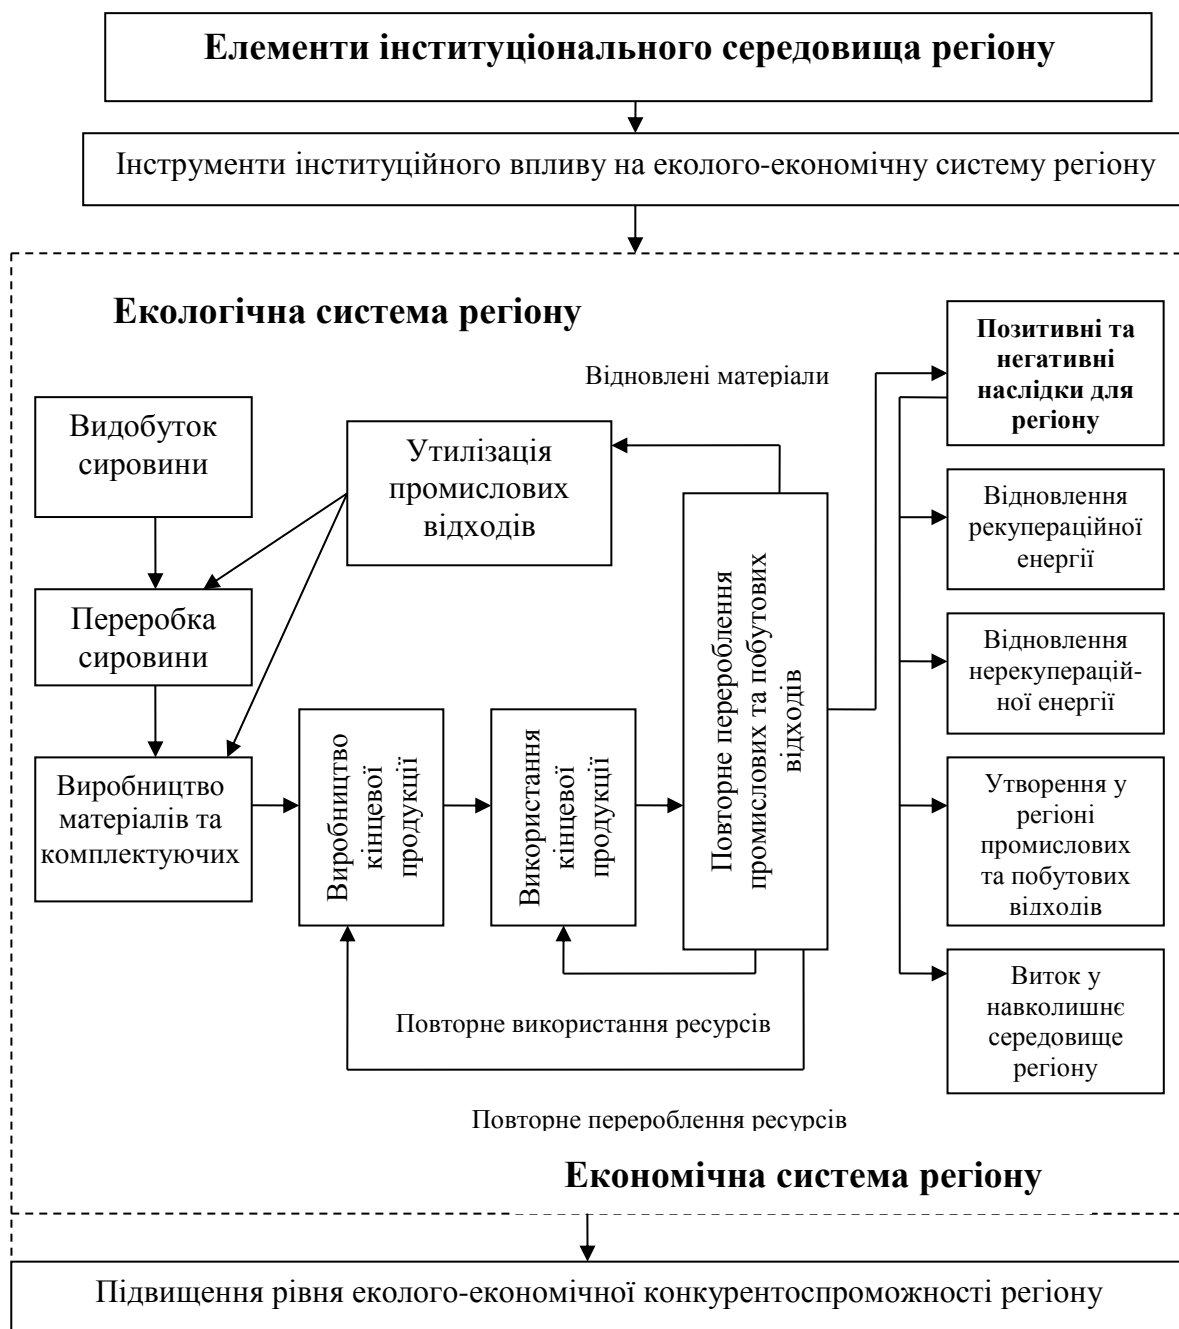 Елементи інституціонального середовища регіону
Інструменти інституційного впливу на еколого-економічну систему регіону
Екологічна система регіону
Позитивні та
негативні
наслідки для
регіону
Відновлені матеріали
Видобуток
сировини
Утилізація
промислових
відходів
Відновлення
рекупераційної
енергії
Переробка
сировини
Повторне перероблення
промислових та побутових
відходів
Відновлення
нерекуперацій-
ної енергії
Виробництво
матеріалів та
комплектуючих
Виробництво
кінцевої
продукції
Використання
кінцевої
продукції
Утворення у
регіоні
промислових
та побутових
відходів
Виток у
навколишнє
середовище
регіону
Повторне використання ресурсів
Повторне перероблення ресурсів
Економічна система регіону
Підвищення рівня еколого-економічної конкурентоспроможності регіону